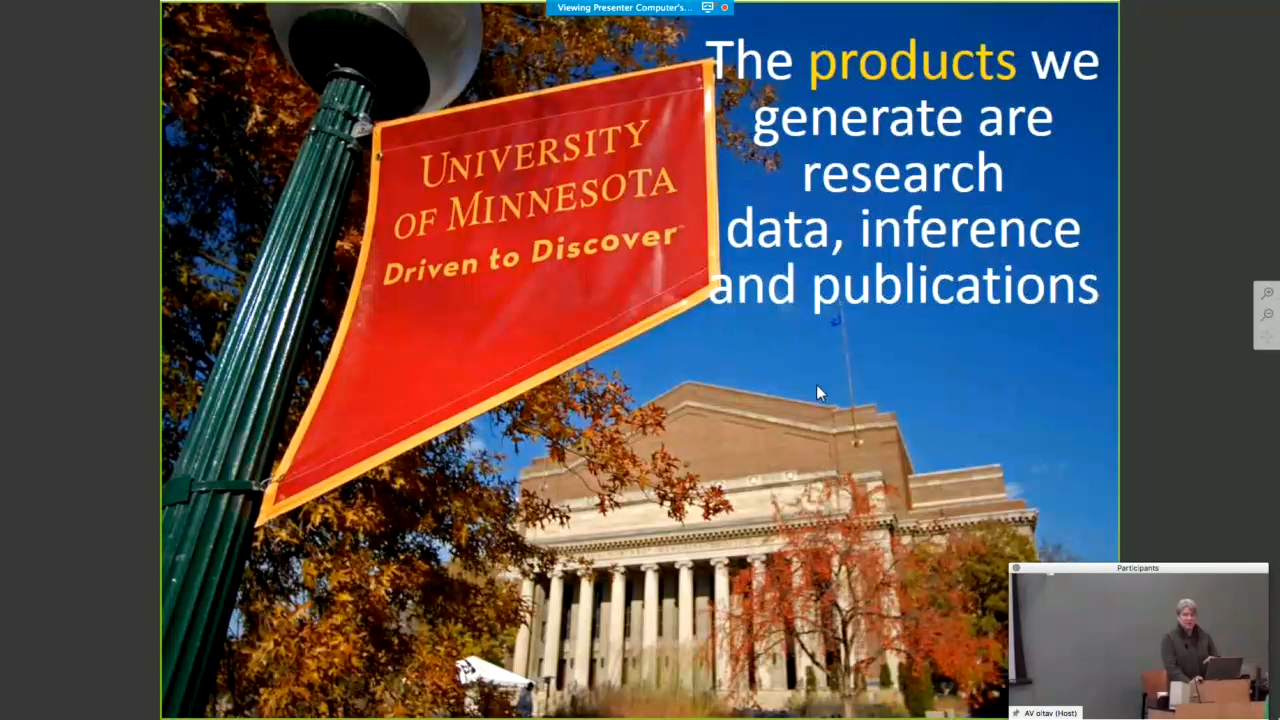 Viewing Presenter Computer's...
The products we
generate are
research
data, inference
and publications
UNIVERSITY
OF MINNESOTA
Driven to Discover
Participants
AV oitav (Host)